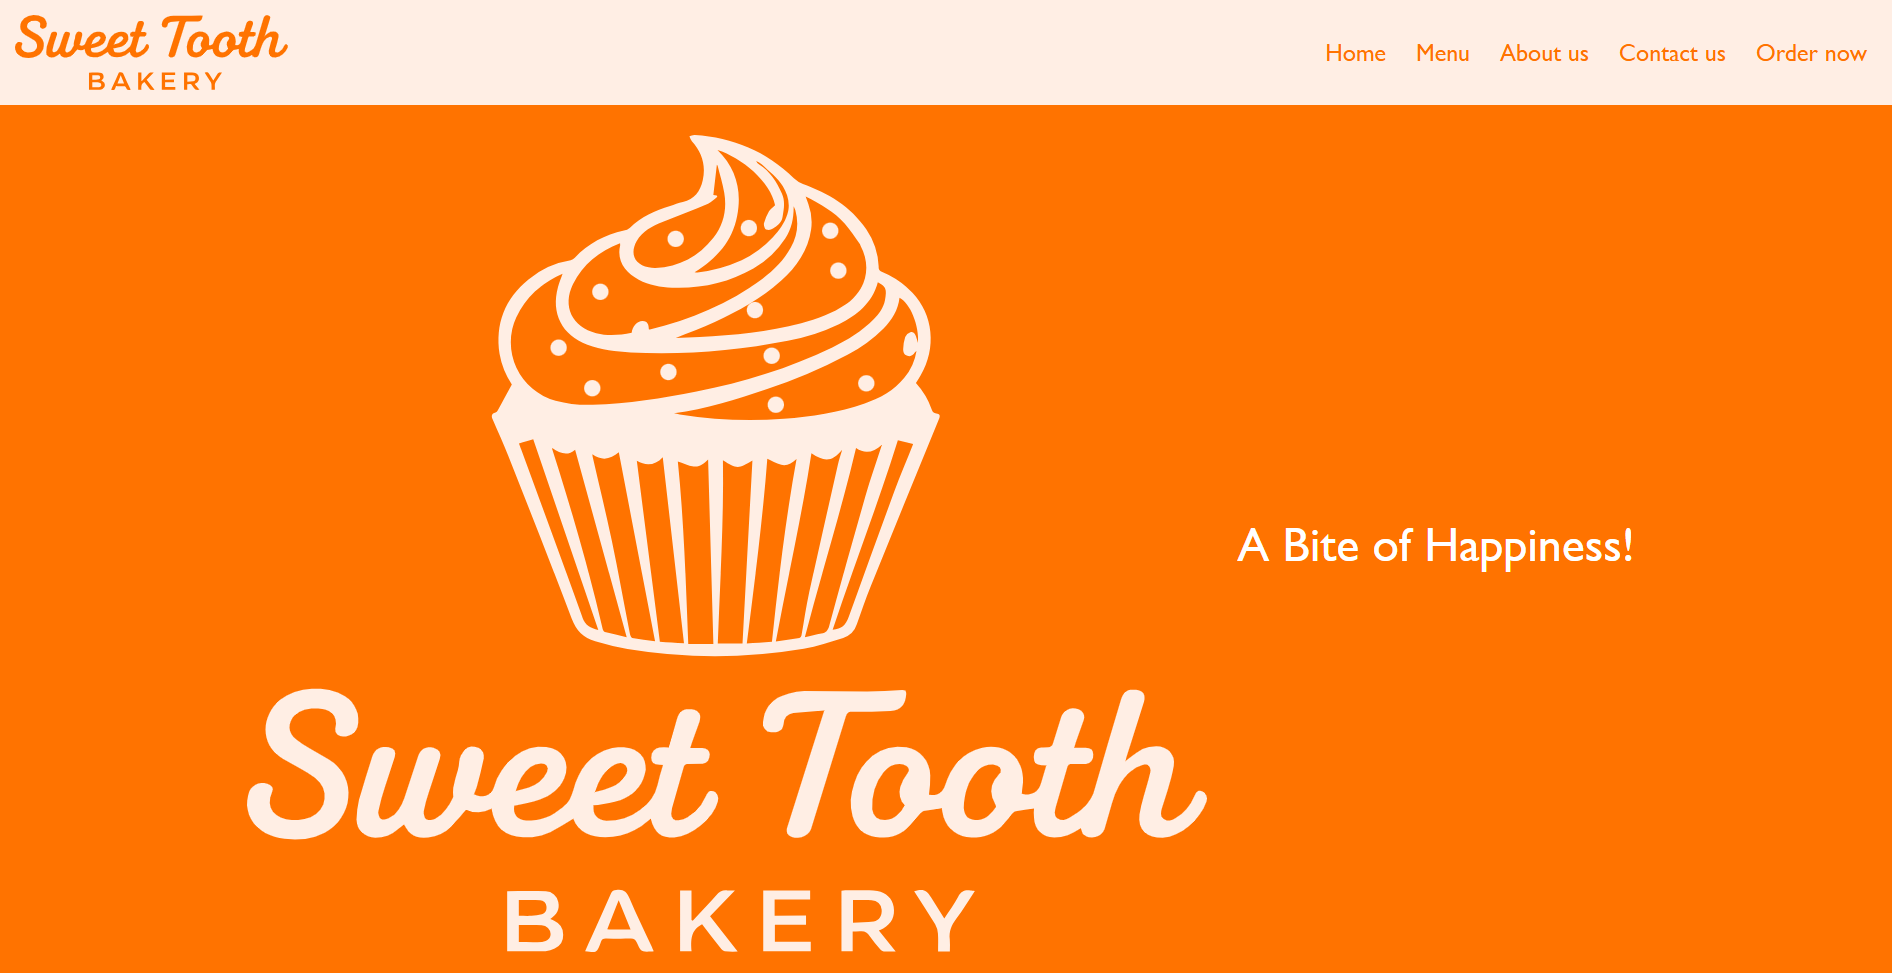 Sweet Tooth
BAKERY
Home Menu About us Contact us Order now
A Bite of Happiness!
Sweet Tooth
BAKERY